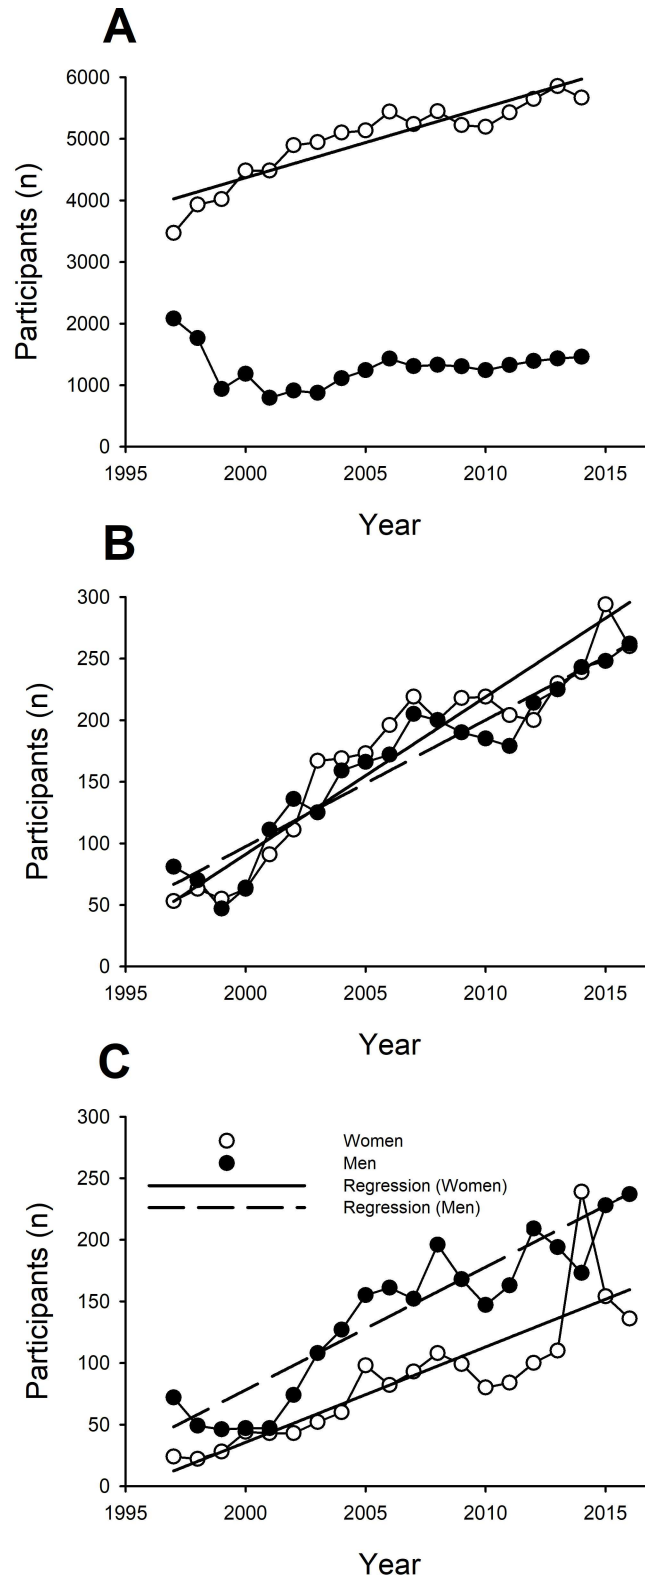 A
6000
5000
4000
3000
2000
1000
0
Participants (n)
1995 2000 2005 2010 2015
Year
B
300
250
200
150
100
50
0
Participants (n)
1995 2000 2005 2010 2015
Year
C
300
250
200
150
100
50
0
Participants (n)
Women
Men
Regression (Women)
Regression (Men)
1995 2000 2005 2010 2015
Year